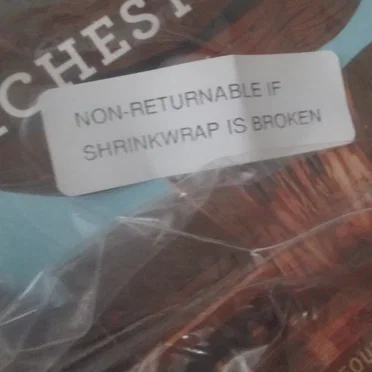 CHEST
NON-RETURNABLE IF
SHRINKWRAP IS BROKEN